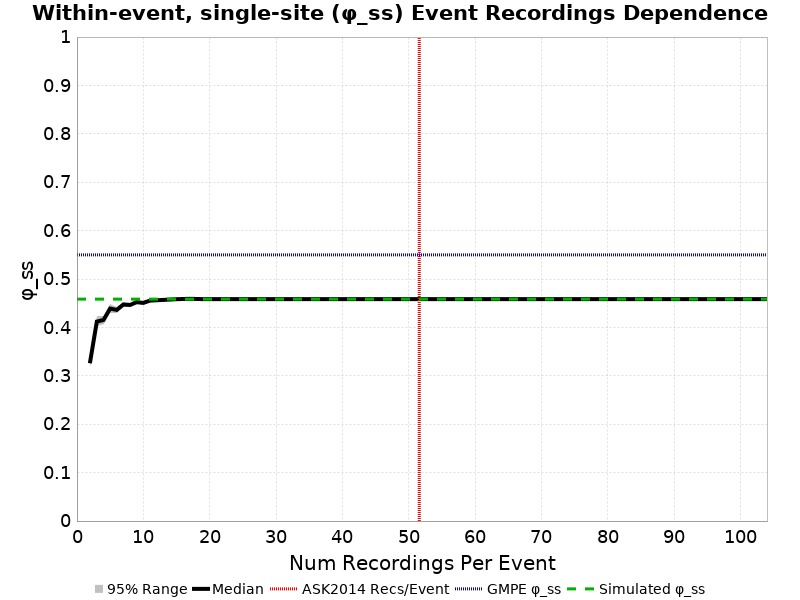 Within-event, single-site (φ_ss) Event Recordings Dependence
1
0.9
0.8
0.7
0.6
0.5
0.4
0.3
0.2
0.1
0
φ_ss
0 10 20 30 40 50 60 70 80 90 100
Num Recordings Per Event
95% Range Median ASK2014 Recs/Event GMPE φ_ss Simulated φ_ss